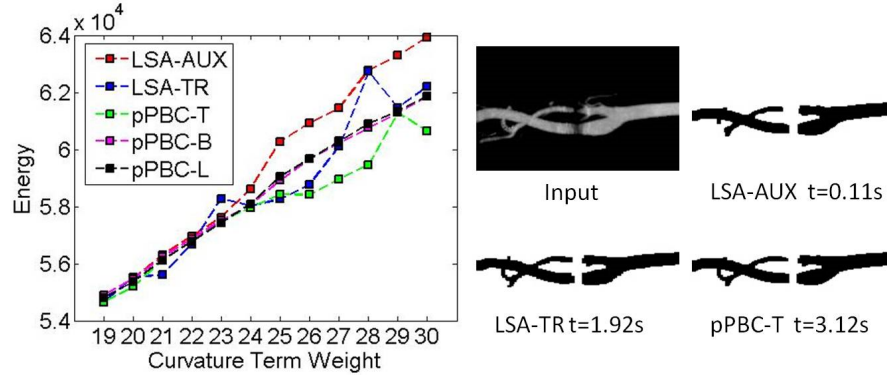 x 10^4
6.4
6.2
6
5.8
5.6
5.4
Energy
LSA-AUX
LSA-TR
pPBC-T
pPBC-B
pPBC-L
19 20 21 22 23 24 25 26 27 28 29 30
Curvature Term Weight
Input
LSA-AUX t=0.11s
LSA-TR t=1.92s
pPBC-T t=3.12s